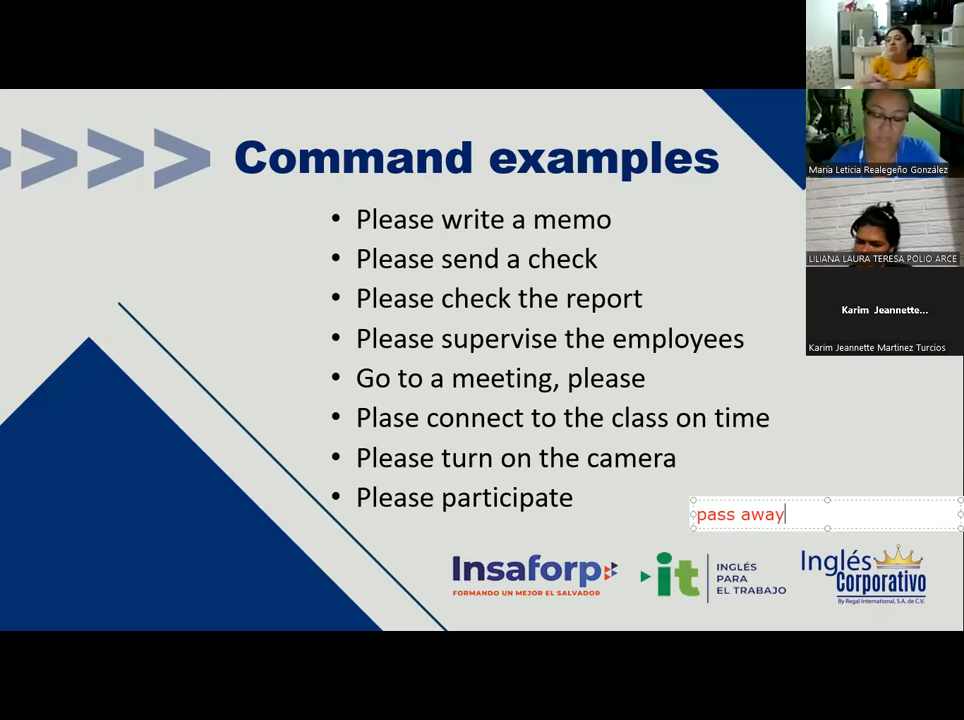 Command examples
• Please write a memo
• Please send a check
• Please check the report
• Please supervise the employees
• Go to a meeting, please
• Plase connect to the class on time
• Please turn on the camera
• Please participate
pass away
Insaforp
FORMANDO UN MEJOR EL SALVADOR
it
INGLÉS
PARA
EL TRABAJO
Inglés
Corporativo
By Regal International, S.A. de C.V.
María Leticia Realegeño González
LILIANA LAURA TERESA POLIO ARCE
Karim Jeannette...
Karim Jeannette Martinez Turcios